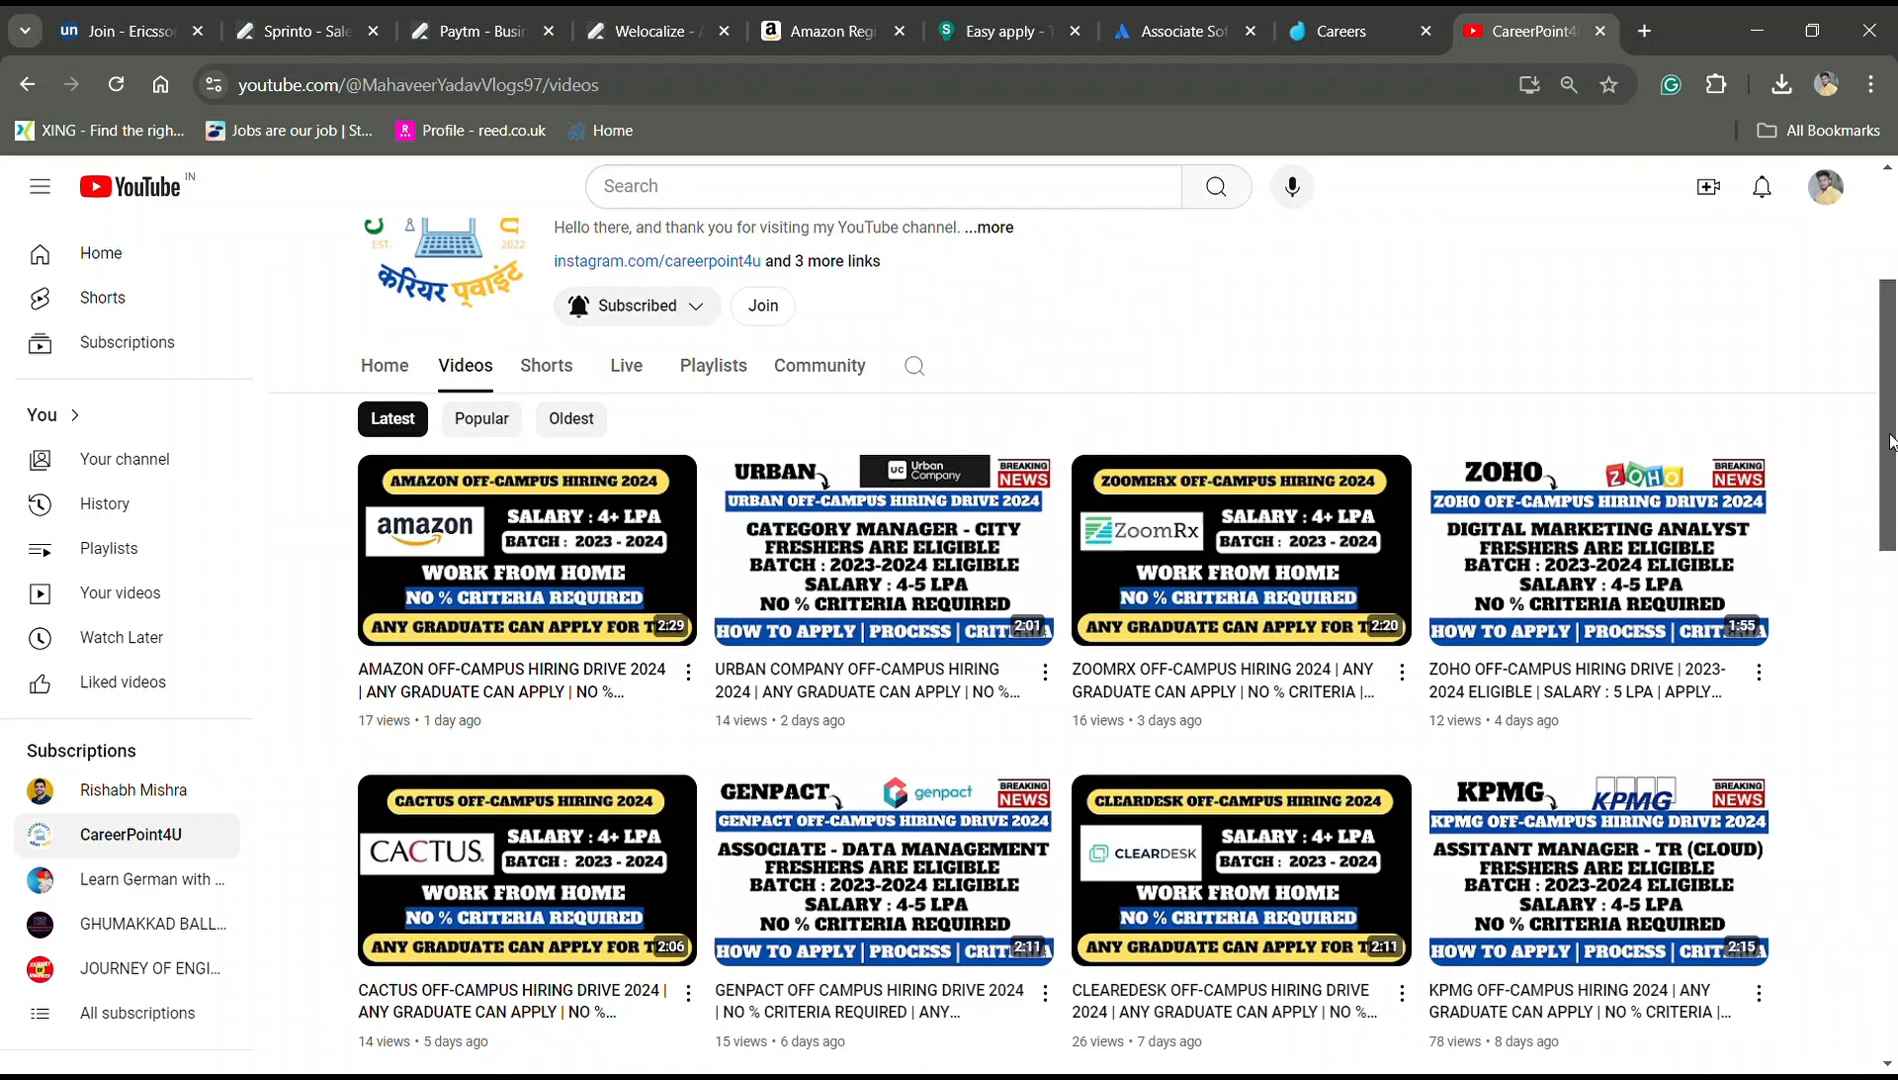 Join - Ericsso
Sprinto - Sale
Paytm - Busin
Welocalize - A
Amazon Regi
Easy apply - T
Associate Sof
Careers
CareerPoint4U
youtube.com/@MahaveerYadavVlogs97/videos
XING - Find the righ...
Jobs are our job | St...
Profile - reed.co.uk
Home
All Bookmarks
YouTube IN
Search
Home
Shorts
Subscriptions
You
Your channel
History
Playlists
Your videos
Watch Later
Liked videos
Subscriptions
Rishabh Mishra
CareerPoint4U
Learn German with ...
GHUMAKKAD BALL...
JOURNEY OF ENGI...
All subscriptions
EST. 2022
करियर प्वाइंट
Hello there, and thank you for visiting my YouTube channel. ...more
instagram.com/careerpoint4u and 3 more links
Subscribed
Join
Home Videos Shorts Live Playlists Community
Latest Popular Oldest
AMAZON OFF-CAMPUS HIRING 2024
amazon
SALARY : 4+ LPA
BATCH : 2023 - 2024
WORK FROM HOME
NO % CRITERIA REQUIRED
ANY GRADUATE CAN APPLY FOR T
2:29
AMAZON OFF-CAMPUS HIRING DRIVE 2024
| ANY GRADUATE CAN APPLY | NO %...
17 views • 1 day ago
URBAN
UC Urban Company
BREAKING NEWS
URBAN OFF-CAMPUS HIRING DRIVE 2024
CATEGORY MANAGER - CITY
FRESHERS ARE ELIGIBLE
BATCH : 2023-2024 ELIGIBLE
SALARY : 4-5 LPA
NO % CRITERIA REQUIRED
HOW TO APPLY | PROCESS | CRIT A
2:01
URBAN COMPANY OFF-CAMPUS HIRING
2024 | ANY GRADUATE CAN APPLY | NO %...
14 views • 2 days ago
ZOOMERX OFF-CAMPUS HIRING 2024
ZoomRx
SALARY : 4+ LPA
BATCH : 2023 - 2024
WORK FROM HOME
NO % CRITERIA REQUIRED
ANY GRADUATE CAN APPLY FOR T
2:20
ZOOMRX OFF-CAMPUS HIRING 2024 | ANY
GRADUATE CAN APPLY | NO % CRITERIA |...
16 views • 3 days ago
ZOHO
ZOHO
BREAKING NEWS
ZOHO OFF-CAMPUS HIRING DRIVE 2024
DIGITAL MARKETING ANALYST
FRESHERS ARE ELIGIBLE
BATCH : 2023-2024 ELIGIBLE
SALARY : 4-5 LPA
NO % CRITERIA REQUIRED
HOW TO APPLY | PROCESS | CRIT A
1:55
ZOHO OFF-CAMPUS HIRING DRIVE | 2023-
2024 ELIGIBLE | SALARY : 5 LPA | APPLY...
12 views • 4 days ago
CACTUS OFF-CAMPUS HIRING 2024
CACTUS.
SALARY : 4+ LPA
BATCH : 2023 - 2024
WORK FROM HOME
NO % CRITERIA REQUIRED
ANY GRADUATE CAN APPLY FOR T
2:06
CACTUS OFF-CAMPUS HIRING DRIVE 2024 |
ANY GRADUATE CAN APPLY | NO %...
14 views • 5 days ago
GENPACT
genpact
BREAKING NEWS
GENPACT OFF-CAMPUS HIRING DRIVE 2024
ASSOCIATE - DATA MANAGEMENT
FRESHERS ARE ELIGIBLE
BATCH : 2023-2024 ELIGIBLE
SALARY : 4-5 LPA
NO % CRITERIA REQUIRED
HOW TO APPLY | PROCESS | CRIT A
2:11
GENPACT OFF CAMPUS HIRING DRIVE 2024
| NO % CRITERIA REQUIRED | ANY...
15 views • 6 days ago
CLEARDESK OFF-CAMPUS HIRING 2024
CLEARDESK
SALARY : 4+ LPA
BATCH : 2023 - 2024
WORK FROM HOME
NO % CRITERIA REQUIRED
ANY GRADUATE CAN APPLY FOR T
2:11
CLEAREDESK OFF-CAMPUS HIRING DRIVE
2024 | ANY GRADUATE CAN APPLY | NO %...
26 views • 7 days ago
KPMG
KPMG
BREAKING NEWS
KPMG OFF-CAMPUS HIRING DRIVE 2024
ASSITANT MANAGER - TR (CLOUD)
FRESHERS ARE ELIGIBLE
BATCH : 2023-2024 ELIGIBLE
SALARY : 4-5 LPA
NO % CRITERIA REQUIRED
HOW TO APPLY | PROCESS | CRIT A
2:15
KPMG OFF-CAMPUS HIRING 2024 | ANY
GRADUATE CAN APPLY | NO % CRITERIA |...
78 views • 8 days ago